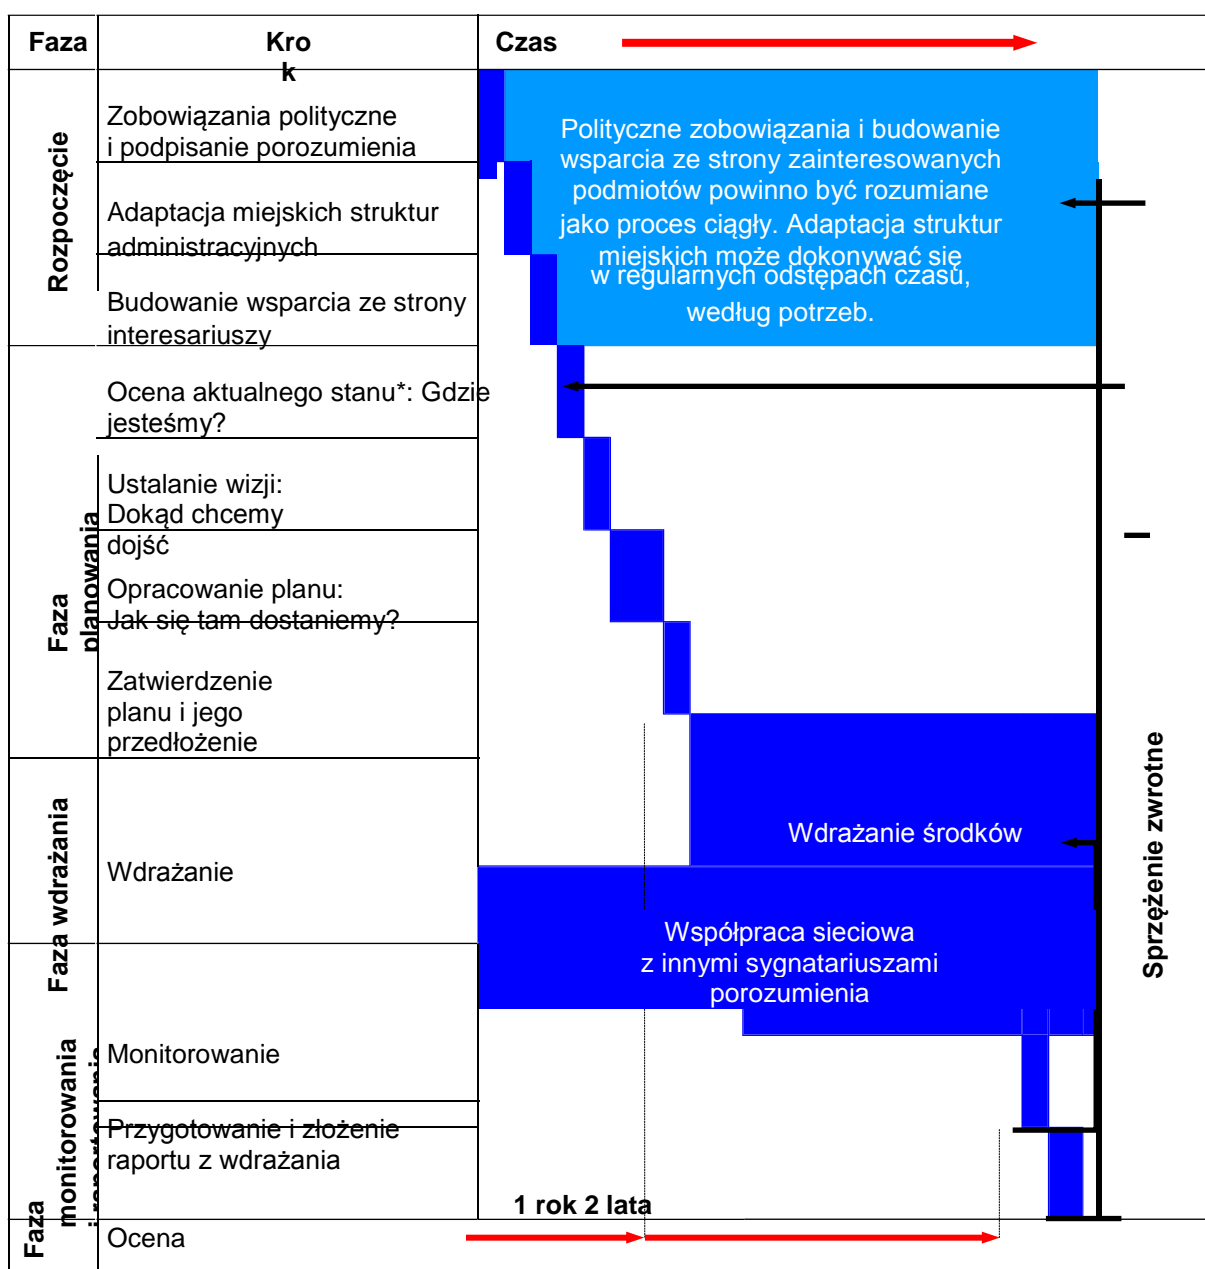 Faza
Kro
k
Czas
Rozpoczęcie
Zobowiązania polityczne
i podpisanie porozumienia
Adaptacja miejskich struktur
administracyjnych
Budowanie wsparcia ze strony
interesariuszy
Polityczne zobowiązania i budowanie
wsparcia ze strony zainteresowanych
podmiotów powinno być rozumiane
jako proces ciągły. Adaptacja struktur
miejskich może dokonywać się
w regularnych odstępach czasu,
według potrzeb.
Faza
planowania
Ocena aktualnego stanu*: Gdzie
jesteśmy?
Ustalanie wizji:
Dokąd chcemy
dojść
Opracowanie planu:
Jak się tam dostaniemy?
Zatwierdzenie
planu i jego
przedłożenie
Faza wdrażania
Wdrażanie
Wdrażanie środków
Współpraca sieciowa
z innymi sygnatariuszami
porozumienia
Sprzężenie zwrotne
Faza
monitorowania
i raportowania
Monitorowanie
Przygotowanie i złożenie
raportu z wdrażania
1 rok 2 lata
Ocena